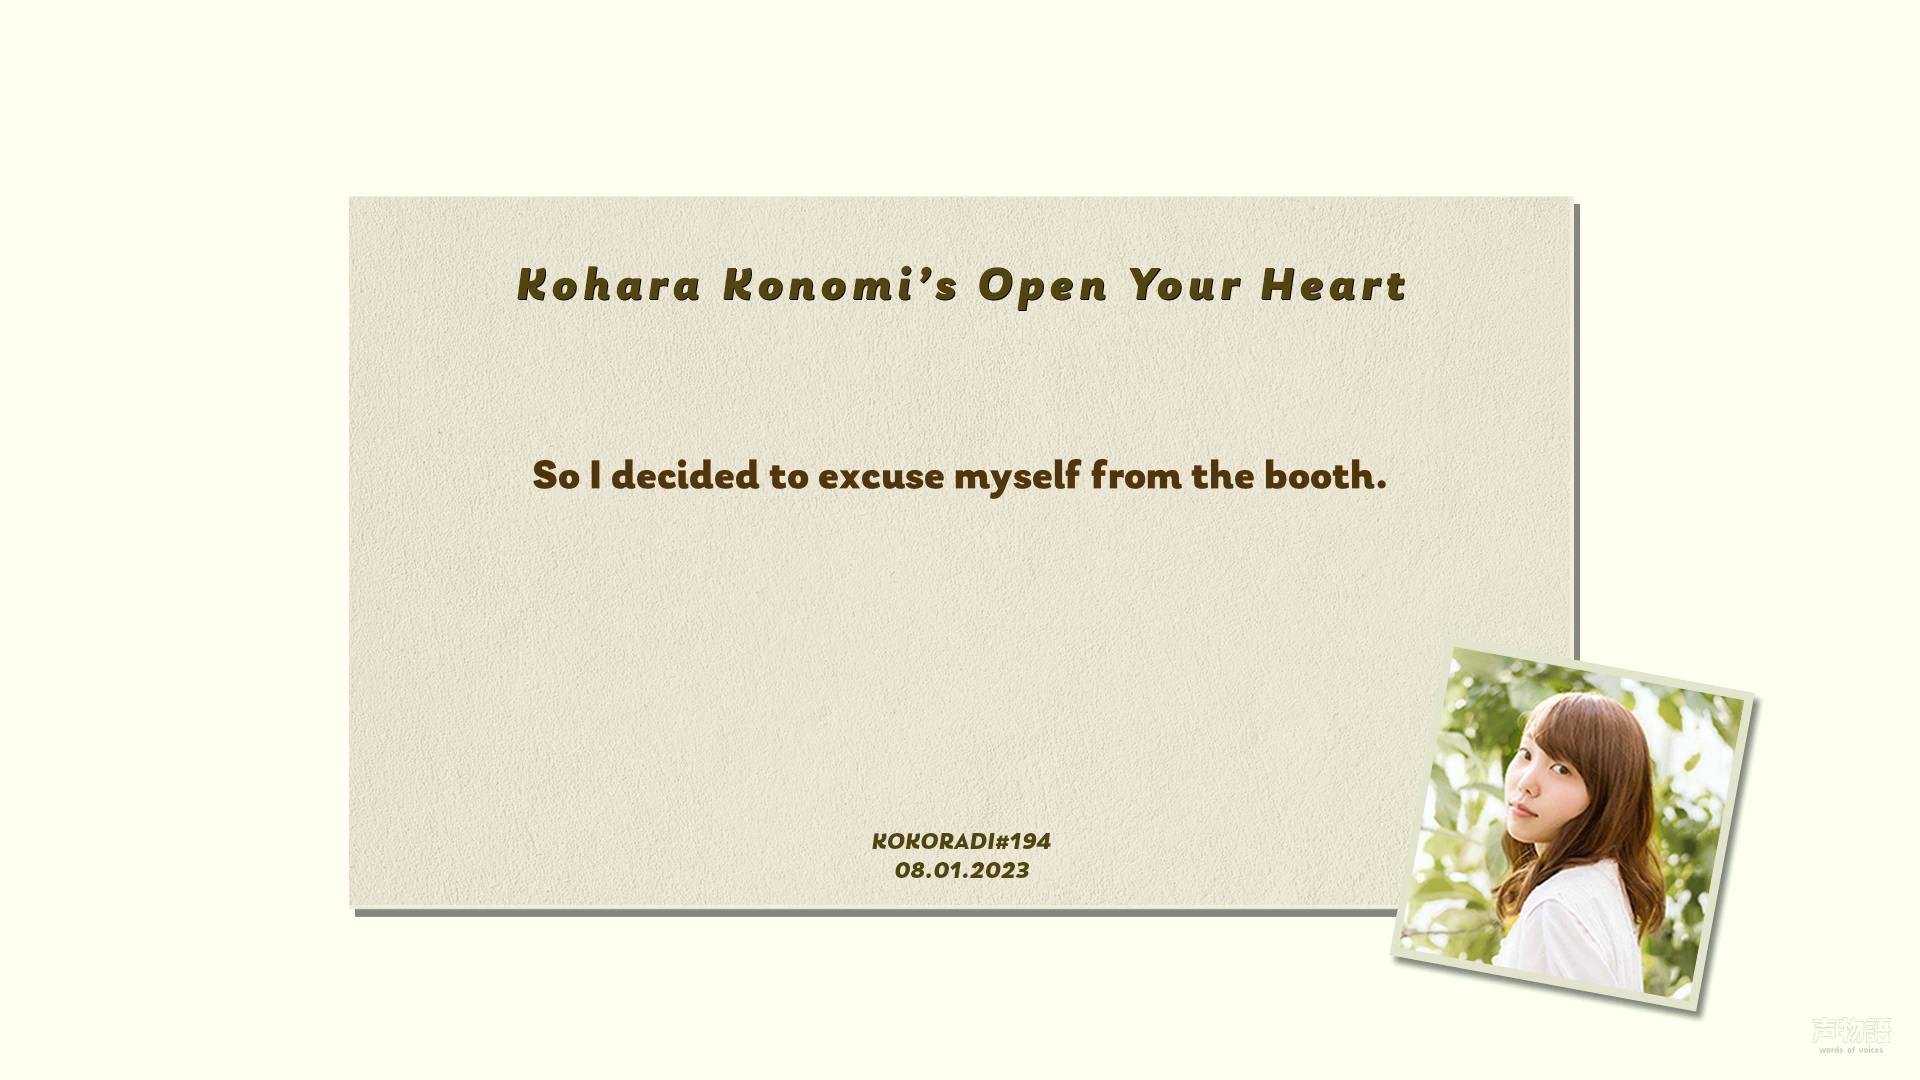 Kohara Konomi's Open Your Heart
So I decided to excuse myself from the booth.
KOKORADI#194
08.01.2023
声物語
words of voices